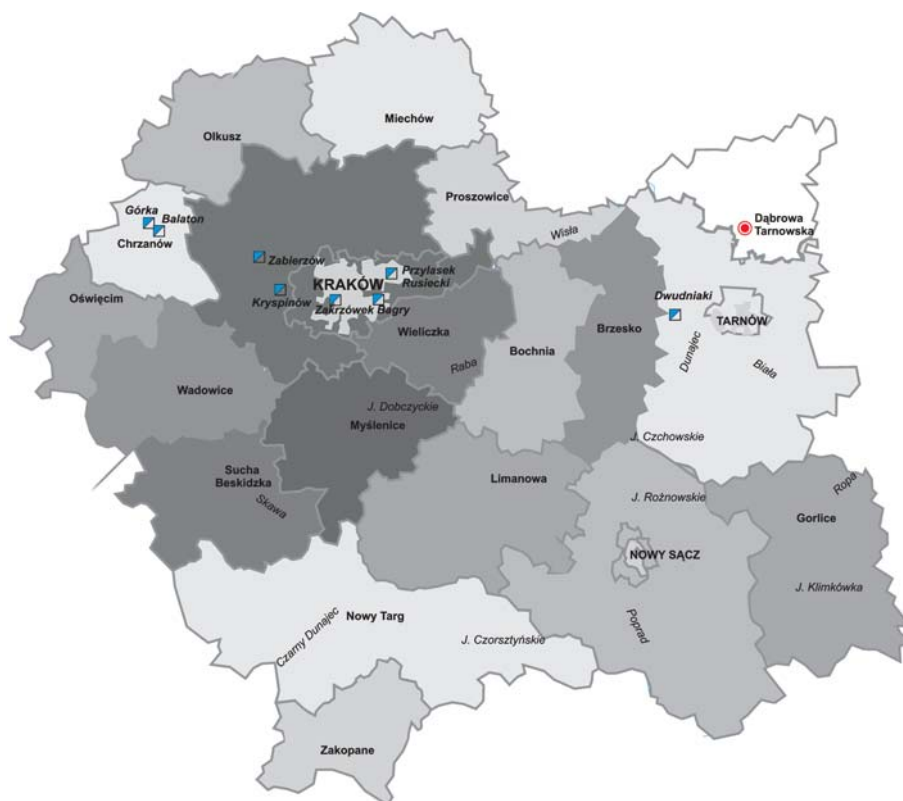 Miechów
Olkusz
Proszowice
Górka
Balaton
Chrzanów
Dąbrowa
Tarnowska
Wisła
Zabierzów
Przylasek
Rusiecki
KRAKÓW
Kryspinów
Zakrzówek Bagry
Oświęcim
Dwudniaki
TARNÓW
Wieliczka
Brzesko
Dunajec
Bochnia
Raba
Biała
Wadowice
J. Dobczyckie
Myślenice
J. Czchowskie
Sucha
Beskidzka
Skawa
Limanowa
J. Rożnowskie
Ropa
Gorlice
NOWY SĄCZ
J. Klimkówka
Nowy Targ
Czarny Dunajec
J. Czorsztyńskie
Poprad
Zakopane